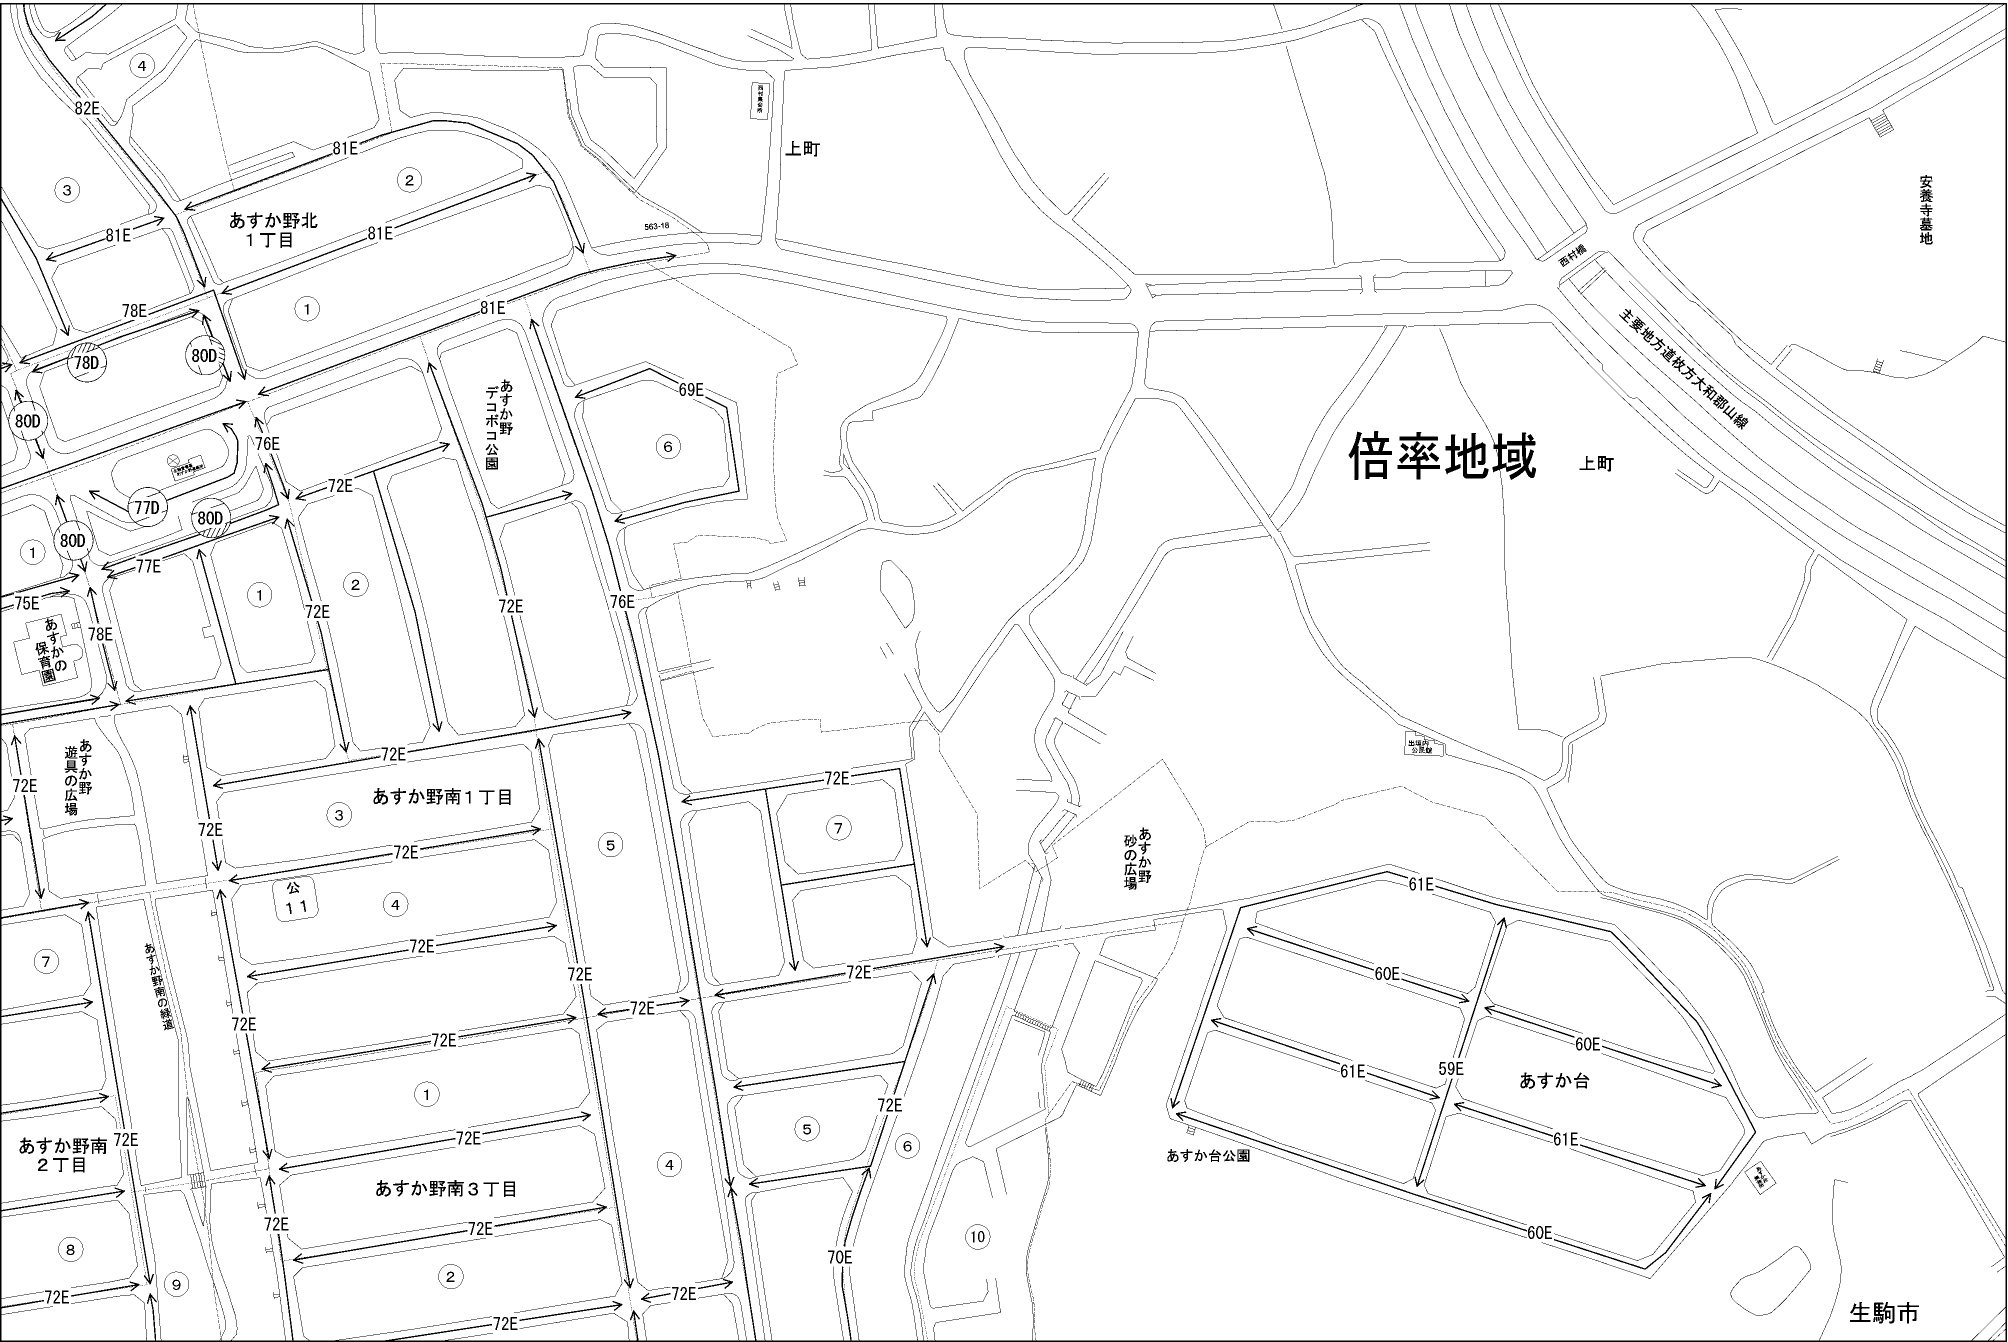 ④
82E
81E
②
上町
③
あすか野北
１丁目
563-18
81E
81E
西村橋
安養寺墓地
78E
①
81E
78D
80D
主要地方道枚方大和郡山線
69E
あすか野
デコボコ公園
80D
76E
⑥
倍率地域
上町
72E
77D
80D
80D
①
77E
②
①
75E
72E
72E
76E
78E
あすかの
保育園
あすか野
遊具の広場
72E
72E
出垣内
公民館
72E
あすか野南１丁目
③
72E
⑦
72E
⑤
あすか野
砂の広場
61E
公
１１
④
72E
⑦
あすか野南の緑道
72E
72E
60E
72E
72E
72E
60E
61E
59E
あすか台
①
72E
⑤
⑥
72E
72E
61E
あすか野南
２丁目
④
あすか台公園
あすか野南３丁目
72E
72E
60E
⑧
70E
⑩
②
⑨
72E
72E
72E
生駒市